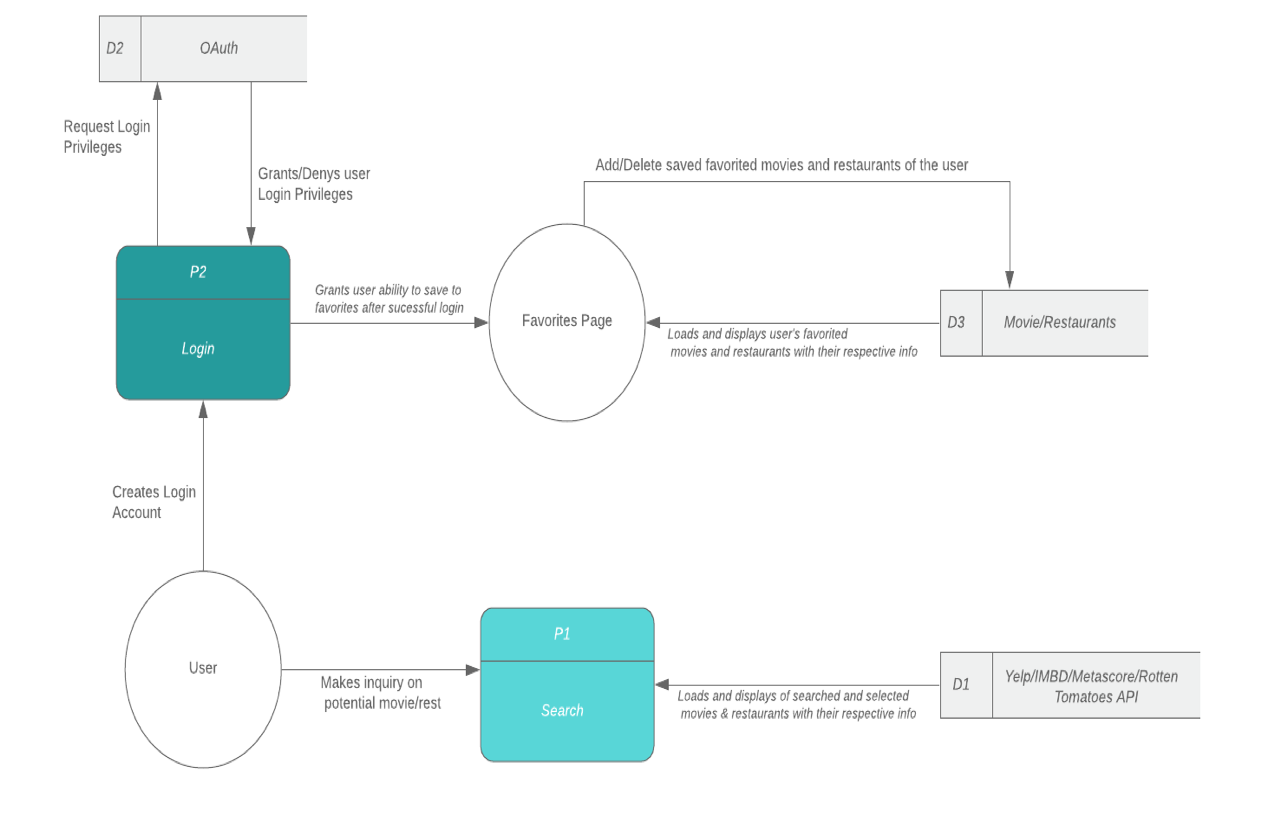 D2
OAuth
Request Login
Privileges
Grants/Denys user
Login Privileges
Add/Delete saved favorited movies and restaurants of the user
P2
Login
Grants user ability to save to
favorites after sucessful login
Favorites Page
Loads and displays user's favorited
movies and restaurants with their respective info
D3
Movie/Restaurants
Creates Login
Account
User
Makes inquiry on
potential movie/rest
P1
Search
Loads and displays of searched and selected
movies & restaurants with their respective info
D1
Yelp/IMBD/Metascore/Rotten
Tomatoes API